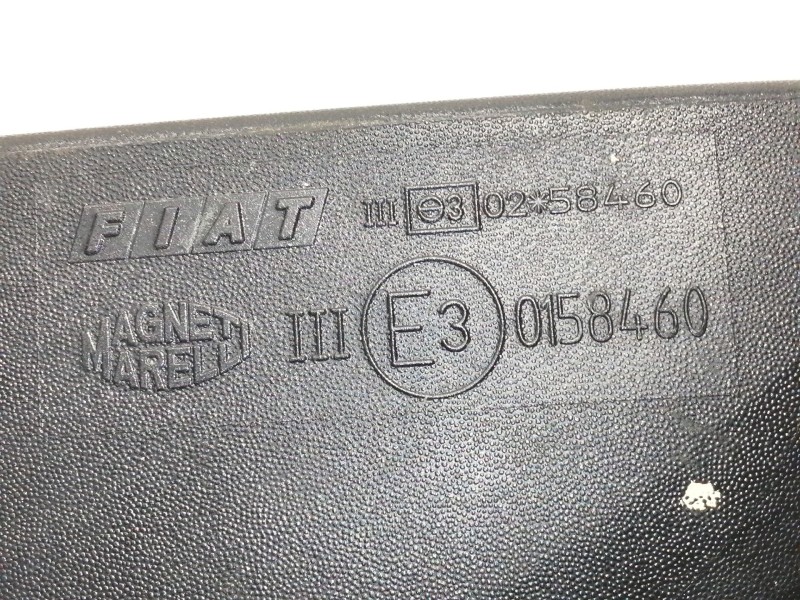 FIAT
III e3 02*58460
MAGNETI
MARELLI
III E3 0158460